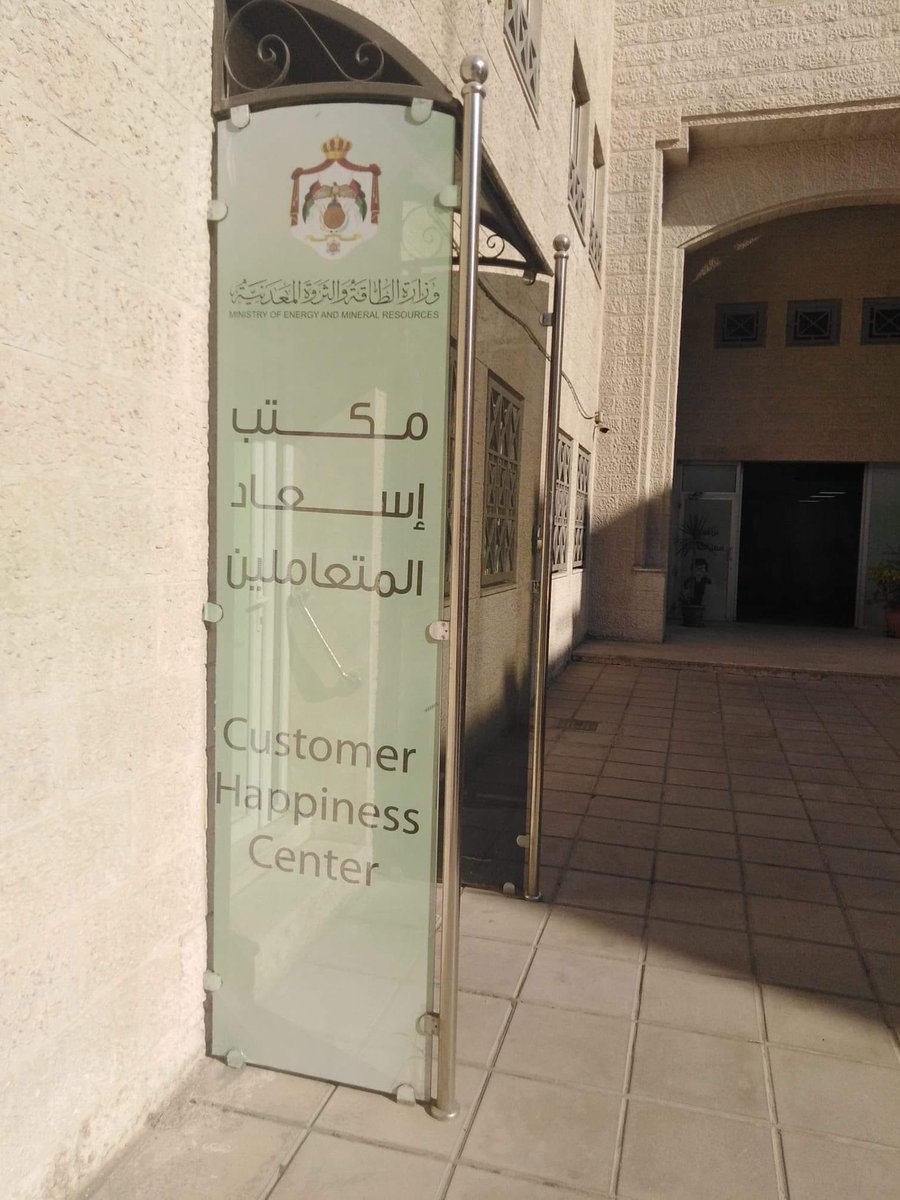 وزارة الطاقة والثروة المعدنية
MINISTRY OF ENERGY AND MINERAL RESOURCES
مكتب
إسعاد
المتعاملين
Customer
Happiness
Center